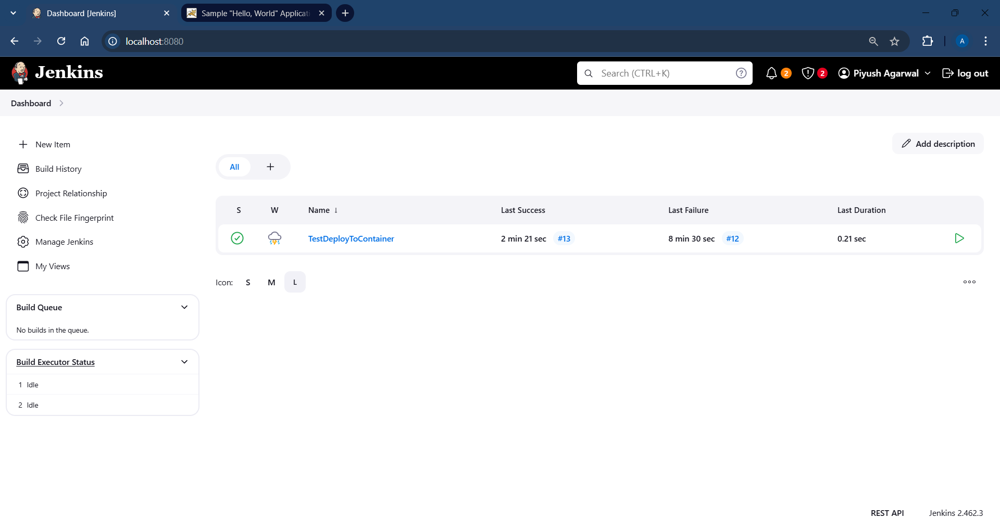 Dashboard [Jenkins]
Sample "Hello, World" Applicati
localhost:8080
A
Jenkins
Search (CTRL+K)
2
2
Piyush Agarwal
log out
Dashboard
New Item
Build History
Project Relationship
Check File Fingerprint
Manage Jenkins
My Views
Add description
All
S W Name ↓ Last Success Last Failure Last Duration
TestDeployToContainer 2 min 21 sec #13 8 min 30 sec #12 0.21 sec
Icon: S M L
Build Queue
No builds in the queue.
Build Executor Status
1 Idle
2 Idle
REST API Jenkins 2.462.3